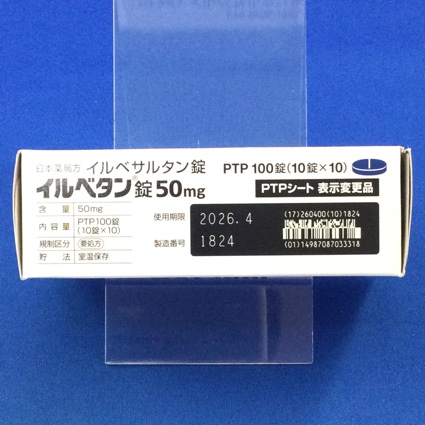 日本薬局方 イルベサルタン錠
PTP 100錠(10錠×10)
イルベタン®錠50mg
PTPシート 表示変更品
含量 50mg
内容量 PTP100錠
(10錠×10)
規制区分 要処方
貯法 室温保存
使用期限 2026.4
製造番号 1824
(17)260400(10)1824
(01)14987087033318